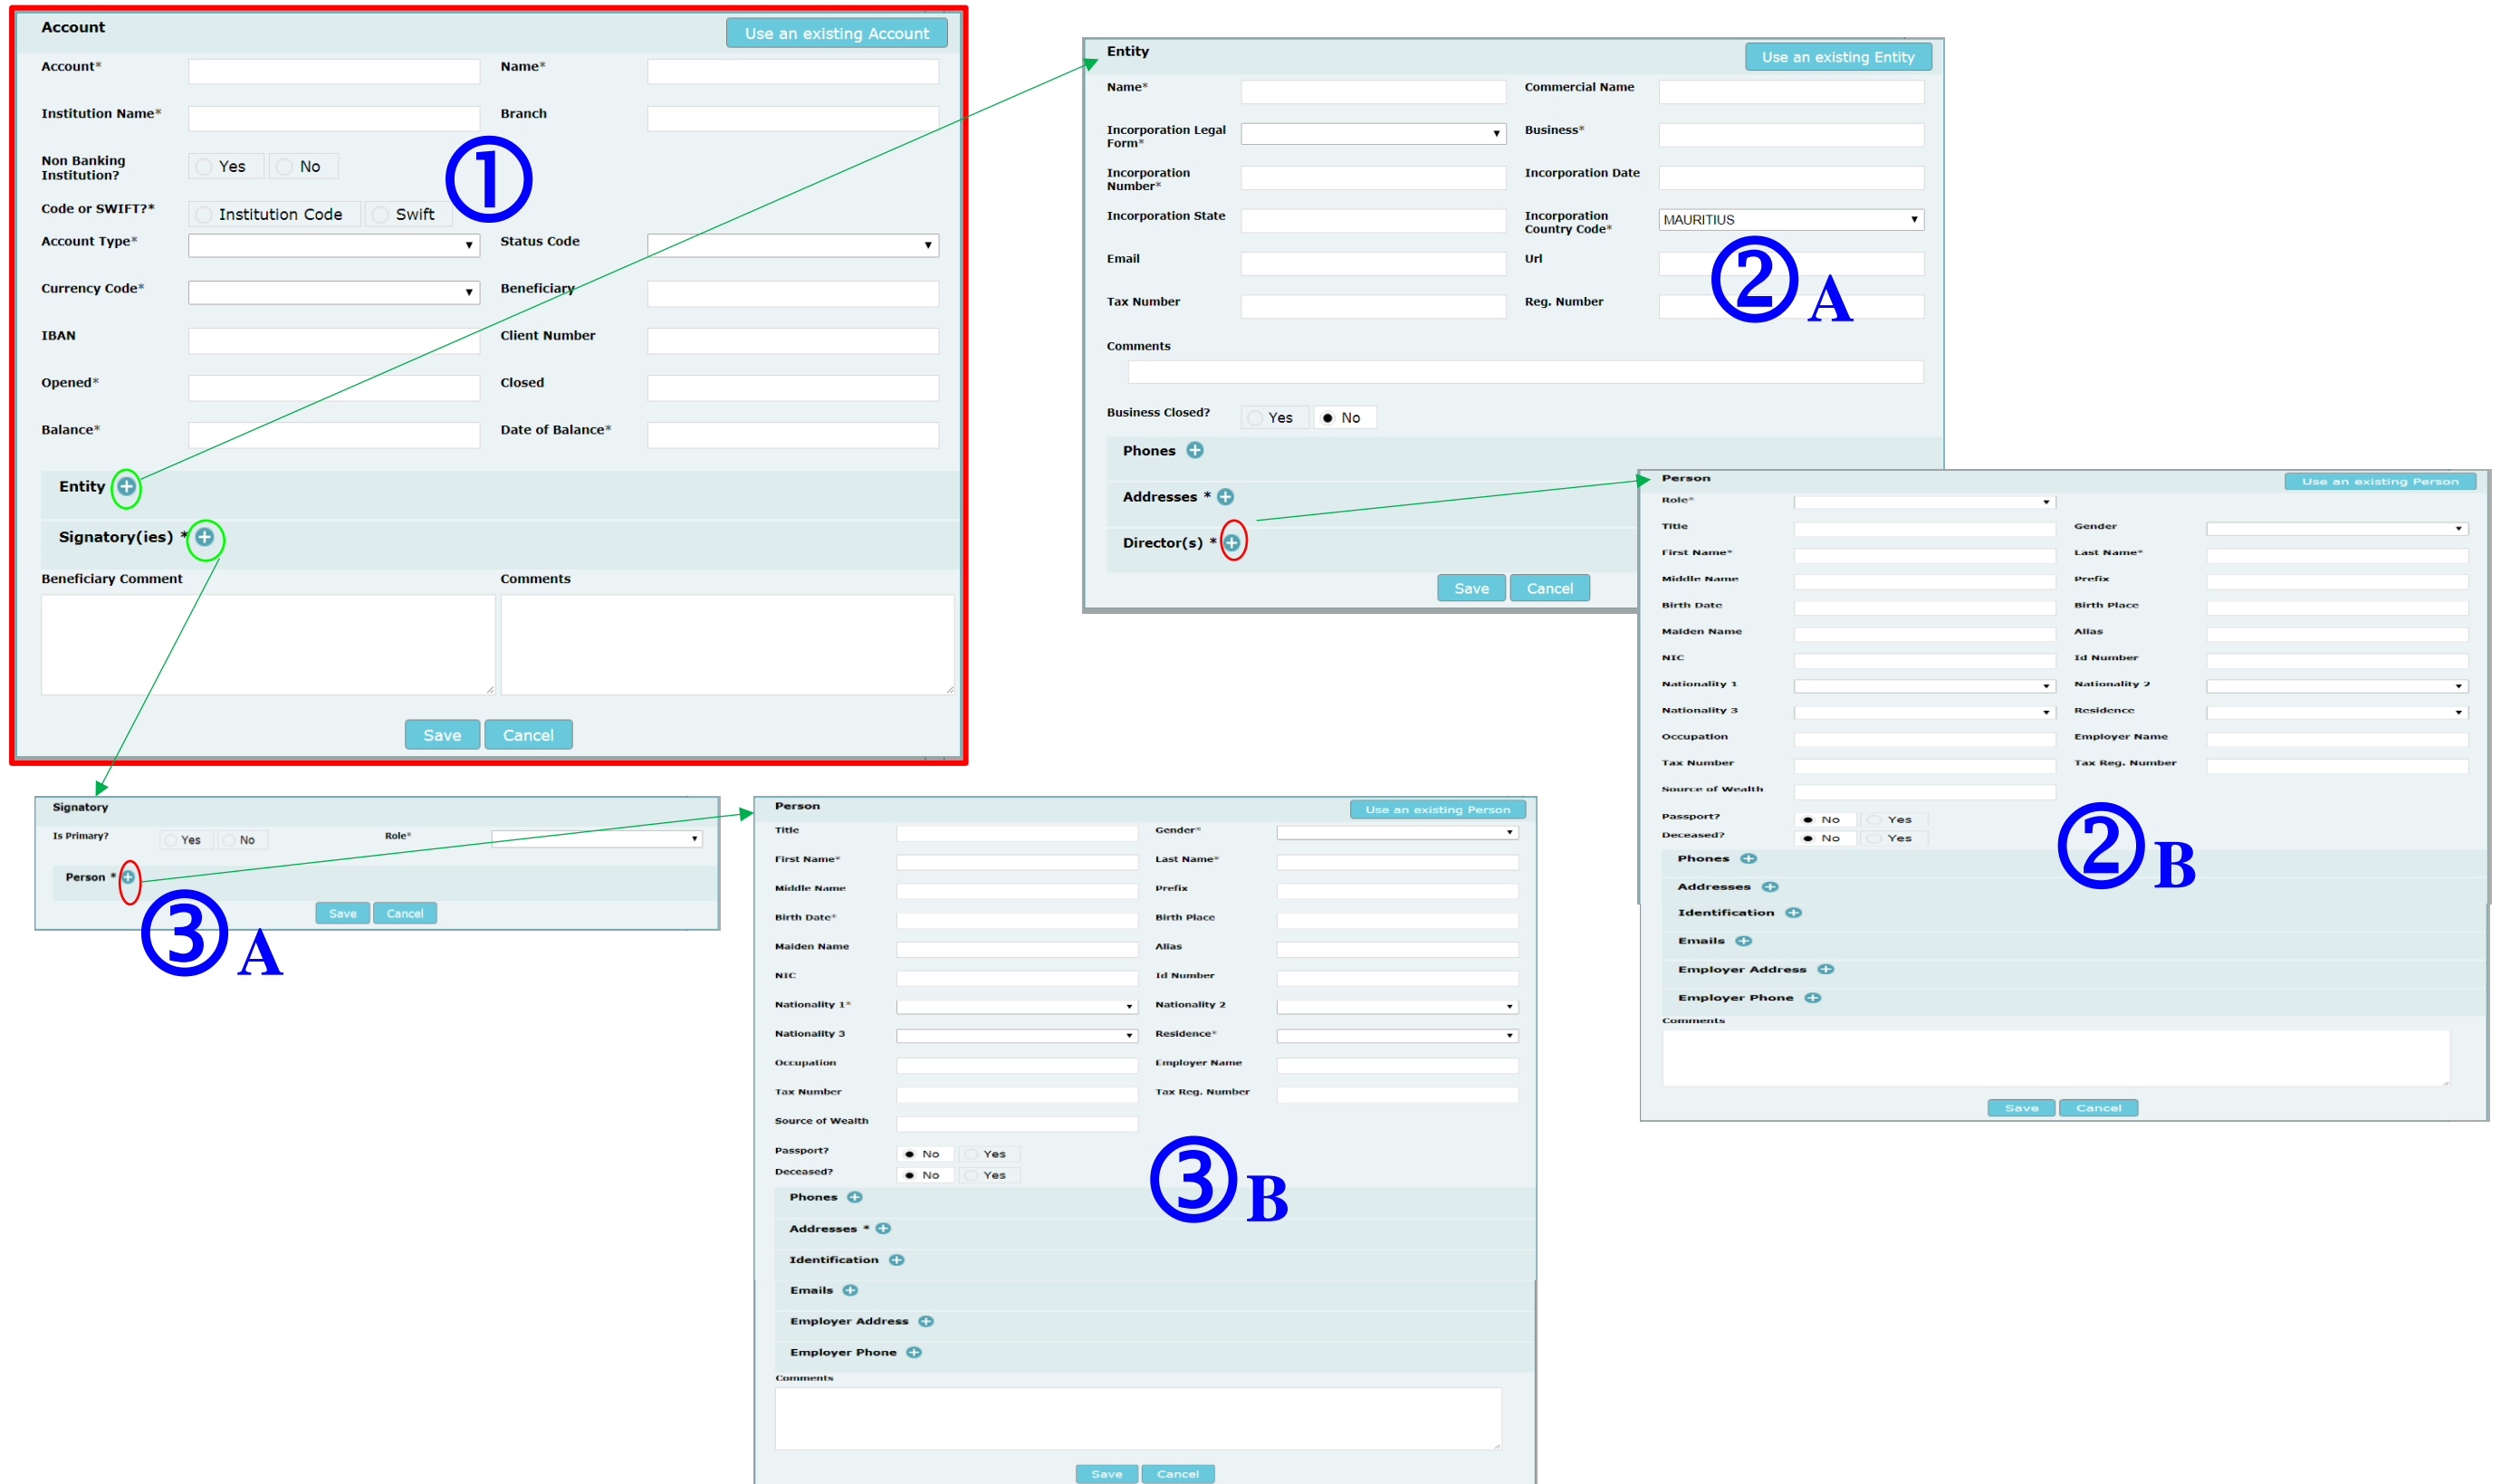 Account
Use an existing Account
Account*
Name*
Institution Name*
Branch
Non Banking
Institution?
Yes
No
①
Code or SWIFT?*
Institution Code
Swift
Account Type*
Status Code
Currency Code*
Beneficiary
IBAN
Client Number
Opened*
Closed
Balance*
Date of Balance*
Entity
Signatory(ies) *
Beneficiary Comment
Comments
Save
Cancel
Entity
Use an existing Entity
Name*
Commercial Name
Incorporation Legal
Form*
Business*
Incorporation
Number*
Incorporation Date
Incorporation State
Incorporation
Country Code*
MAURITIUS
Email
Url
② A
Tax Number
Reg. Number
Comments
Business Closed?
Yes
No
Phones
Addresses *
Director(s) *
Save
Cancel
Person
Use an existing Person
Role*
Title
Gender
First Name*
Last Name*
Middle Name
Prefix
Birth Date
Birth Place
Maiden Name
Alias
NIC
Id Number
Nationality 1
Nationality 2
Nationality 3
Residence
Occupation
Employer Name
Tax Number
Tax Reg. Number
Source of Wealth
Passport?
No
Yes
Deceased?
No
Yes
② B
Phones
Addresses
Identification
Emails
Employer Address
Employer Phone
Comments
Save
Cancel
Signatory
Is Primary?
Yes
No
Role*
Person *
Save
Cancel
③ A
Person
Use an existing Person
Title
Gender*
First Name*
Last Name*
Middle Name
Prefix
Birth Date*
Birth Place
Maiden Name
Alias
NIC
Id Number
Nationality 1*
Nationality 2
Nationality 3
Residence*
Occupation
Employer Name
Tax Number
Tax Reg. Number
Source of Wealth
Passport?
No
Yes
Deceased?
No
Yes
③ B
Phones
Addresses *
Identification
Emails
Employer Address
Employer Phone
Comments
Save
Cancel